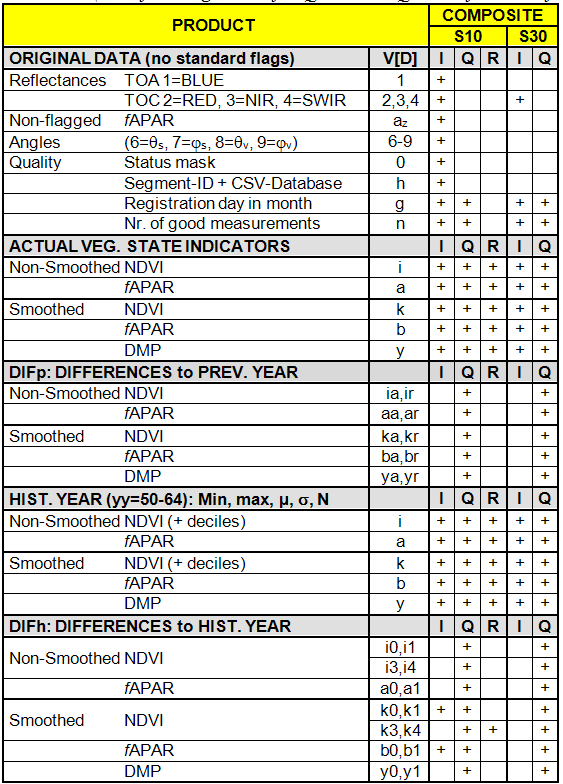 PRODUCT COMPOSITE
S10 S30
ORIGINAL DATA (no standard flags) V[D] I Q R I Q
Reflectances TOA 1=BLUE 1 +
TOC 2=RED, 3=NIR, 4=SWIR 2,3,4 + +
Non-flagged fAPAR az +
Angles (6=θs, 7=φs, 8=θv, 9=φv) 6-9 +
Quality Status mask 0 +
Segment-ID + CSV-Database h +
Registration day in month g + + + +
Nr. of good measurements n + + + +
ACTUAL VEG. STATE INDICATORS I Q R I Q
Non-Smoothed NDVI i + + + + +
fAPAR a + + + + +
Smoothed NDVI k + + + + +
fAPAR b + + + + +
DMP y + + + + +
DIFp: DIFFERENCES to PREV. YEAR I Q R I Q
Non-Smoothed NDVI ia,ir + +
fAPAR aa,ar + +
Smoothed NDVI ka,kr + +
fAPAR ba,br + +
DMP ya,yr + +
HIST. YEAR (yy=50-64): Min, max, μ, σ, N I Q R I Q
Non-Smoothed NDVI (+ deciles) i + + + + +
fAPAR a + + + + +
Smoothed NDVI (+ deciles) k + + + + +
fAPAR b + + + + +
DMP y + + + + +
DIFh: DIFFERENCES to HIST. YEAR I Q R I Q
Non-Smoothed NDVI i0,i1 + +
i3,i4 + +
fAPAR a0,a1 + +
Smoothed NDVI k0,k1 + + +
k3,k4 + + +
fAPAR b0,b1 + + +
DMP y0,y1 + +